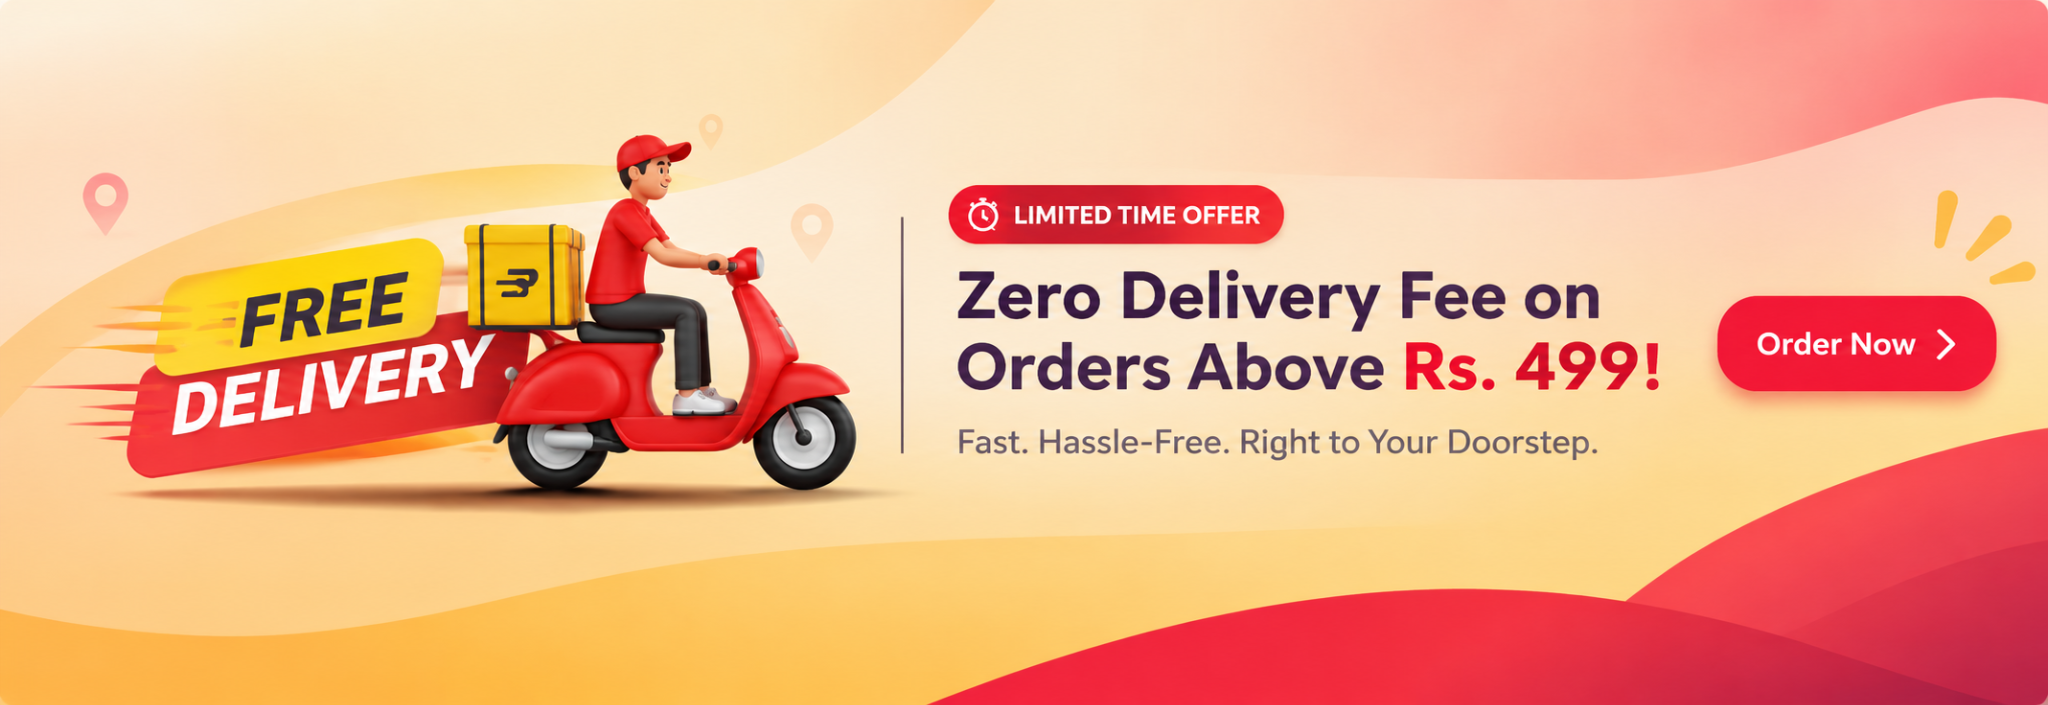 FREE
DELIVERY
LIMITED TIME OFFER
Zero Delivery Fee on
Orders Above Rs. 499!
Fast. Hassle-Free. Right to Your Doorstep.
Order Now